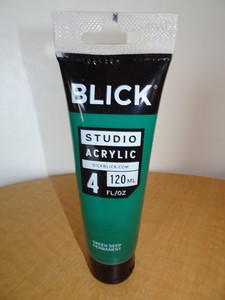 BLICK®
STUDIO
ACRYLIC
DICKBLICK.COM
4 120 ML
FL/OZ
GREEN DEEP
PERMANENT